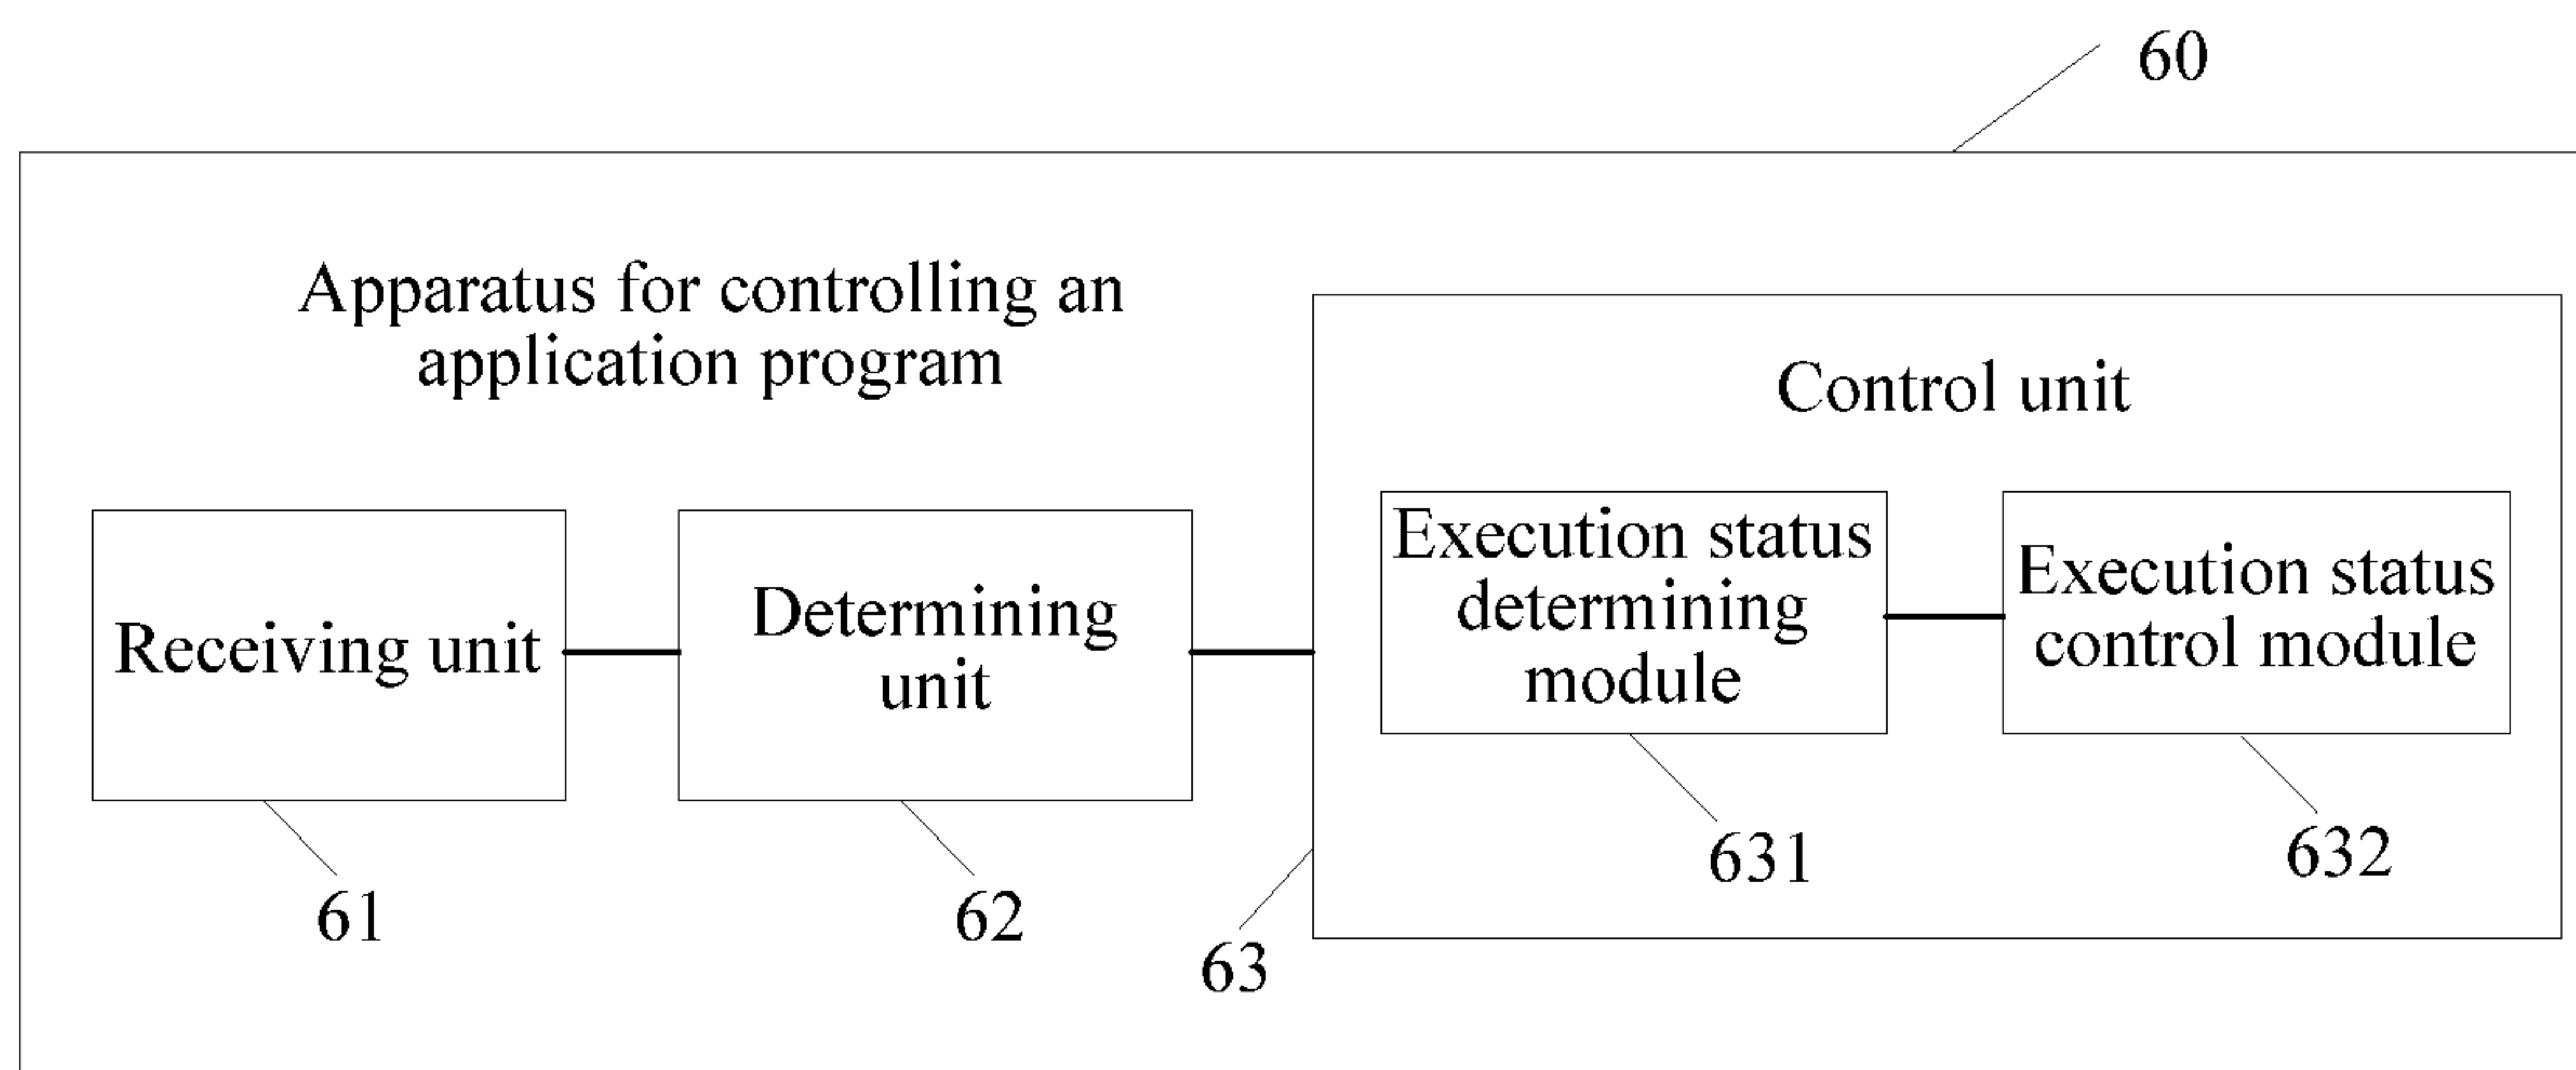 60
Apparatus for controlling an
application program
Control unit
Receiving unit
Determining
unit
Execution status
determining
module
Execution status
control module
61
62
63
631
632